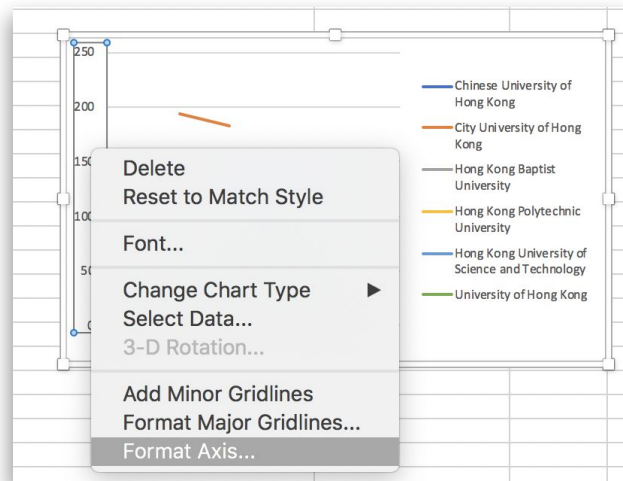 250
200
150
100
50
0
Chinese University of
Hong Kong
City University of Hong
Kong
Hong Kong Baptist
University
Hong Kong Polytechnic
University
Hong Kong University of
Science and Technology
University of Hong Kong
Delete
Reset to Match Style
Font...
Change Chart Type
Select Data...
3-D Rotation...
Add Minor Gridlines
Format Major Gridlines...
Format Axis...